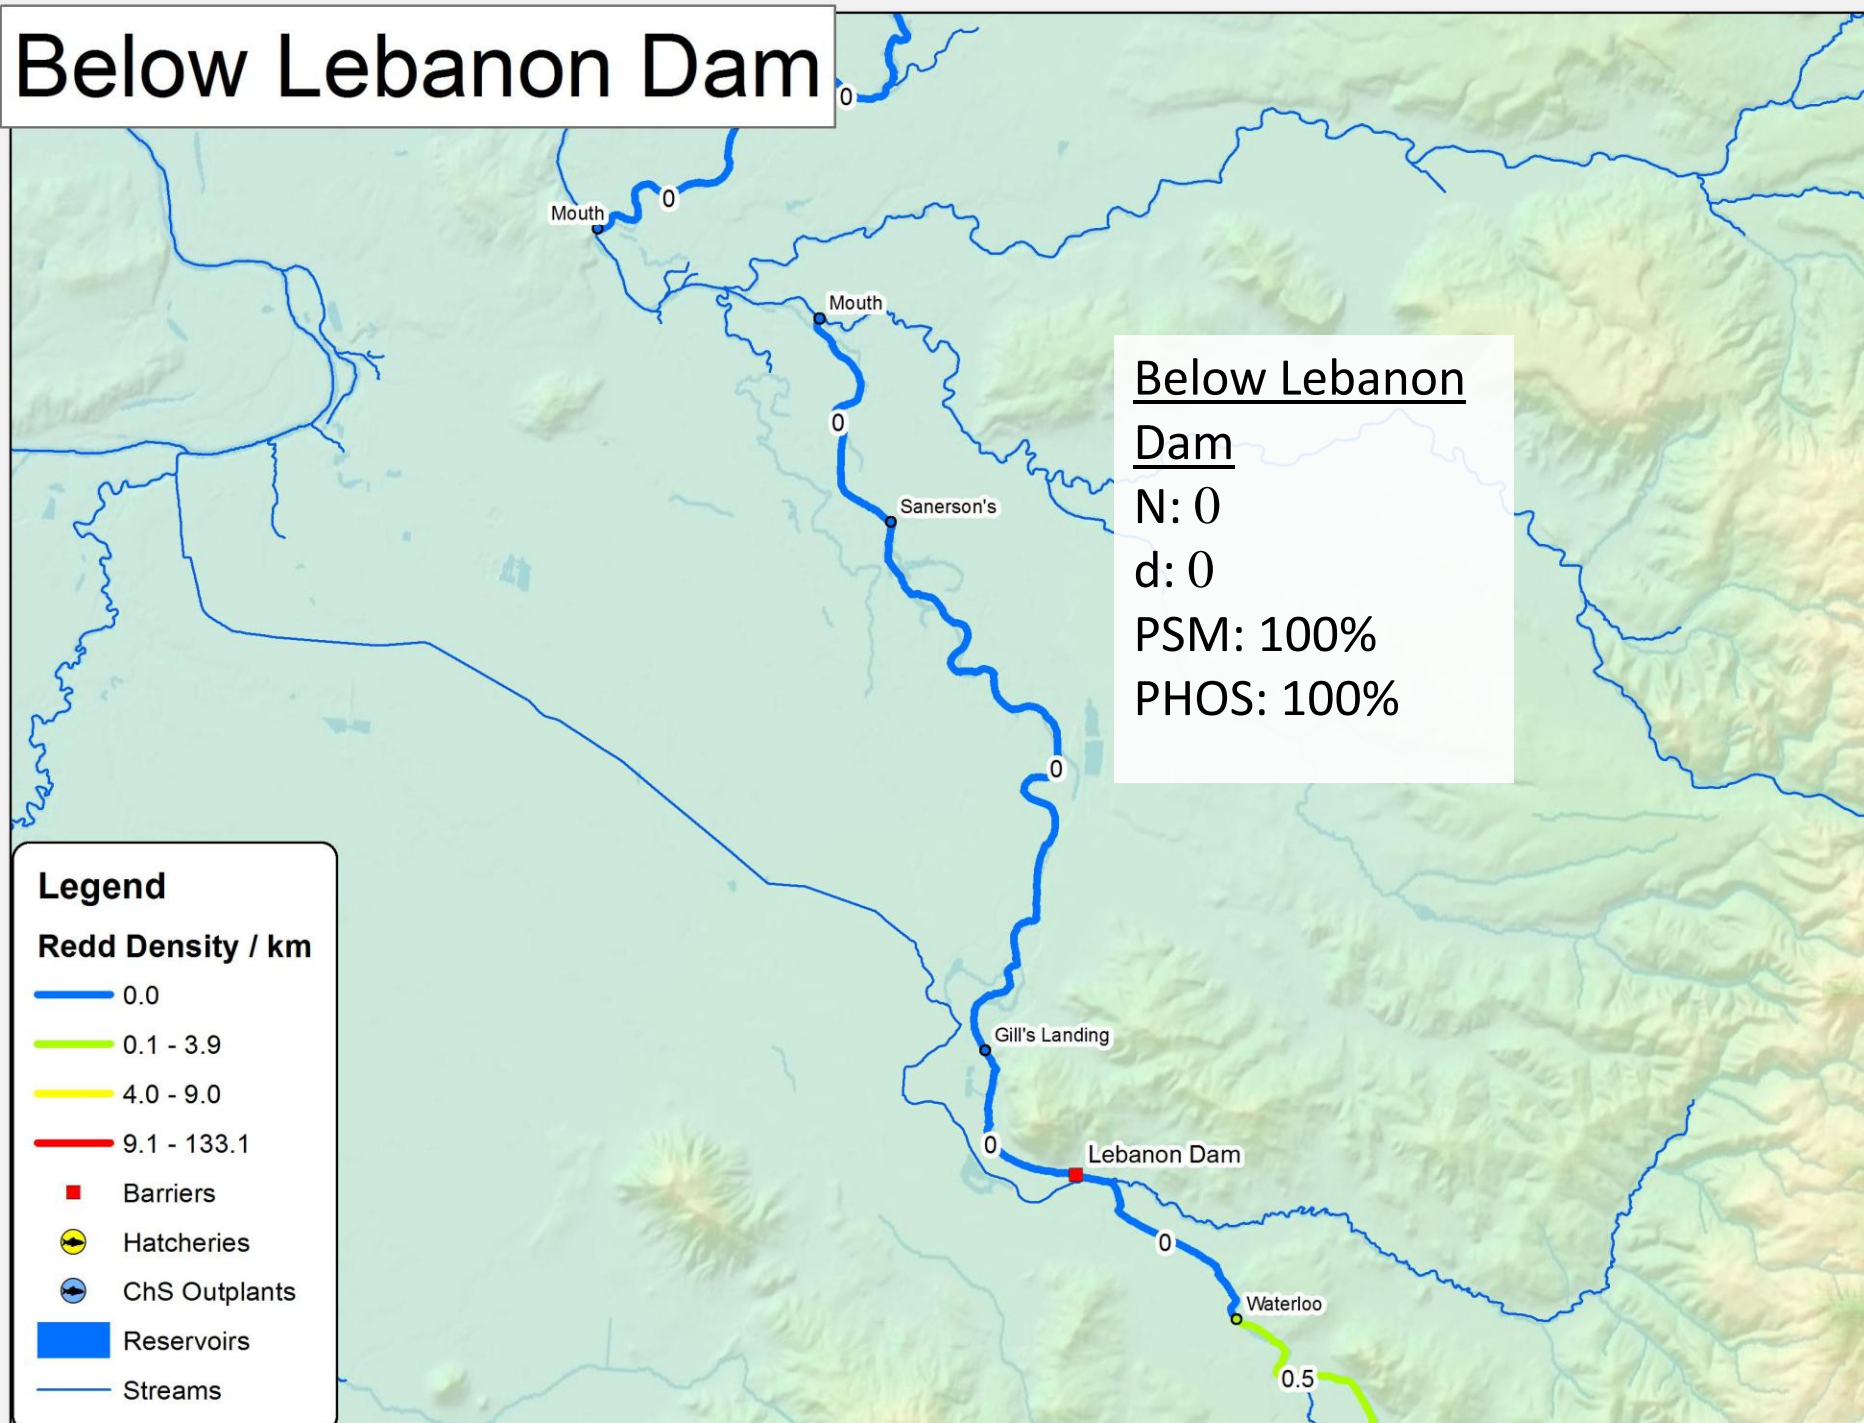 Below Lebanon Dam
0
0
Mouth
Mouth
0
Sanerson's
Below Lebanon
Dam
N: 0
d: 0
PSM: 100%
PHOS: 100%
0
Gill's Landing
0
Lebanon Dam
0
Waterloo
0.5
Legend
Redd Density / km
0.0
0.1 - 3.9
4.0 - 9.0
9.1 - 133.1
Barriers
Hatcheries
ChS Outplants
Reservoirs
Streams